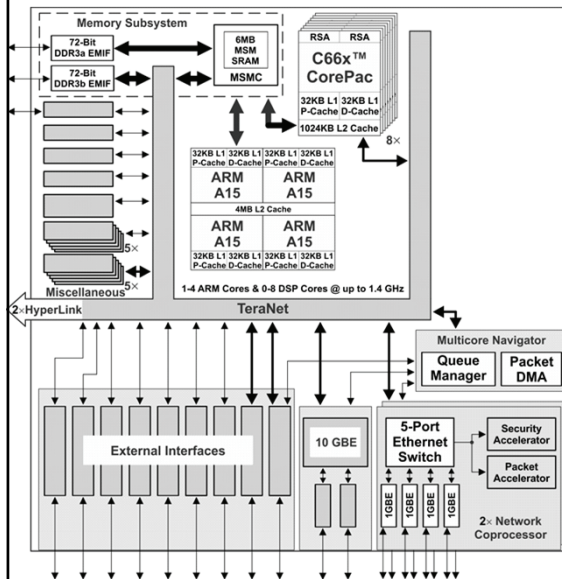 Memory Subsystem
72-Bit
DDR3a EMIF
72-Bit
DDR3b EMIF
6MB
MSM
SRAM
MSMC
RSA RSA
C66x™
CorePac
32KB L1 32KB L1
P-Cache D-Cache
1024KB L2 Cache
8×
32KB L1 32KB L1 32KB L1 32KB L1
P-Cache D-Cache P-Cache D-Cache
ARM ARM
A15 A15
4MB L2 Cache
ARM ARM
A15 A15
32KB L1 32KB L1 32KB L1 32KB L1
P-Cache D-Cache P-Cache D-Cache
5×
5×
Miscellaneous
1-4 ARM Cores & 0-8 DSP Cores @ up to 1.4 GHz
2×HyperLink
TeraNet
Multicore Navigator
Queue
Manager
Packet
DMA
External Interfaces
10 GBE
5-Port
Ethernet
Switch
Security
Accelerator
Packet
Accelerator
1GBE
1GBE
1GBE
1GBE
2× Network
Coprocessor